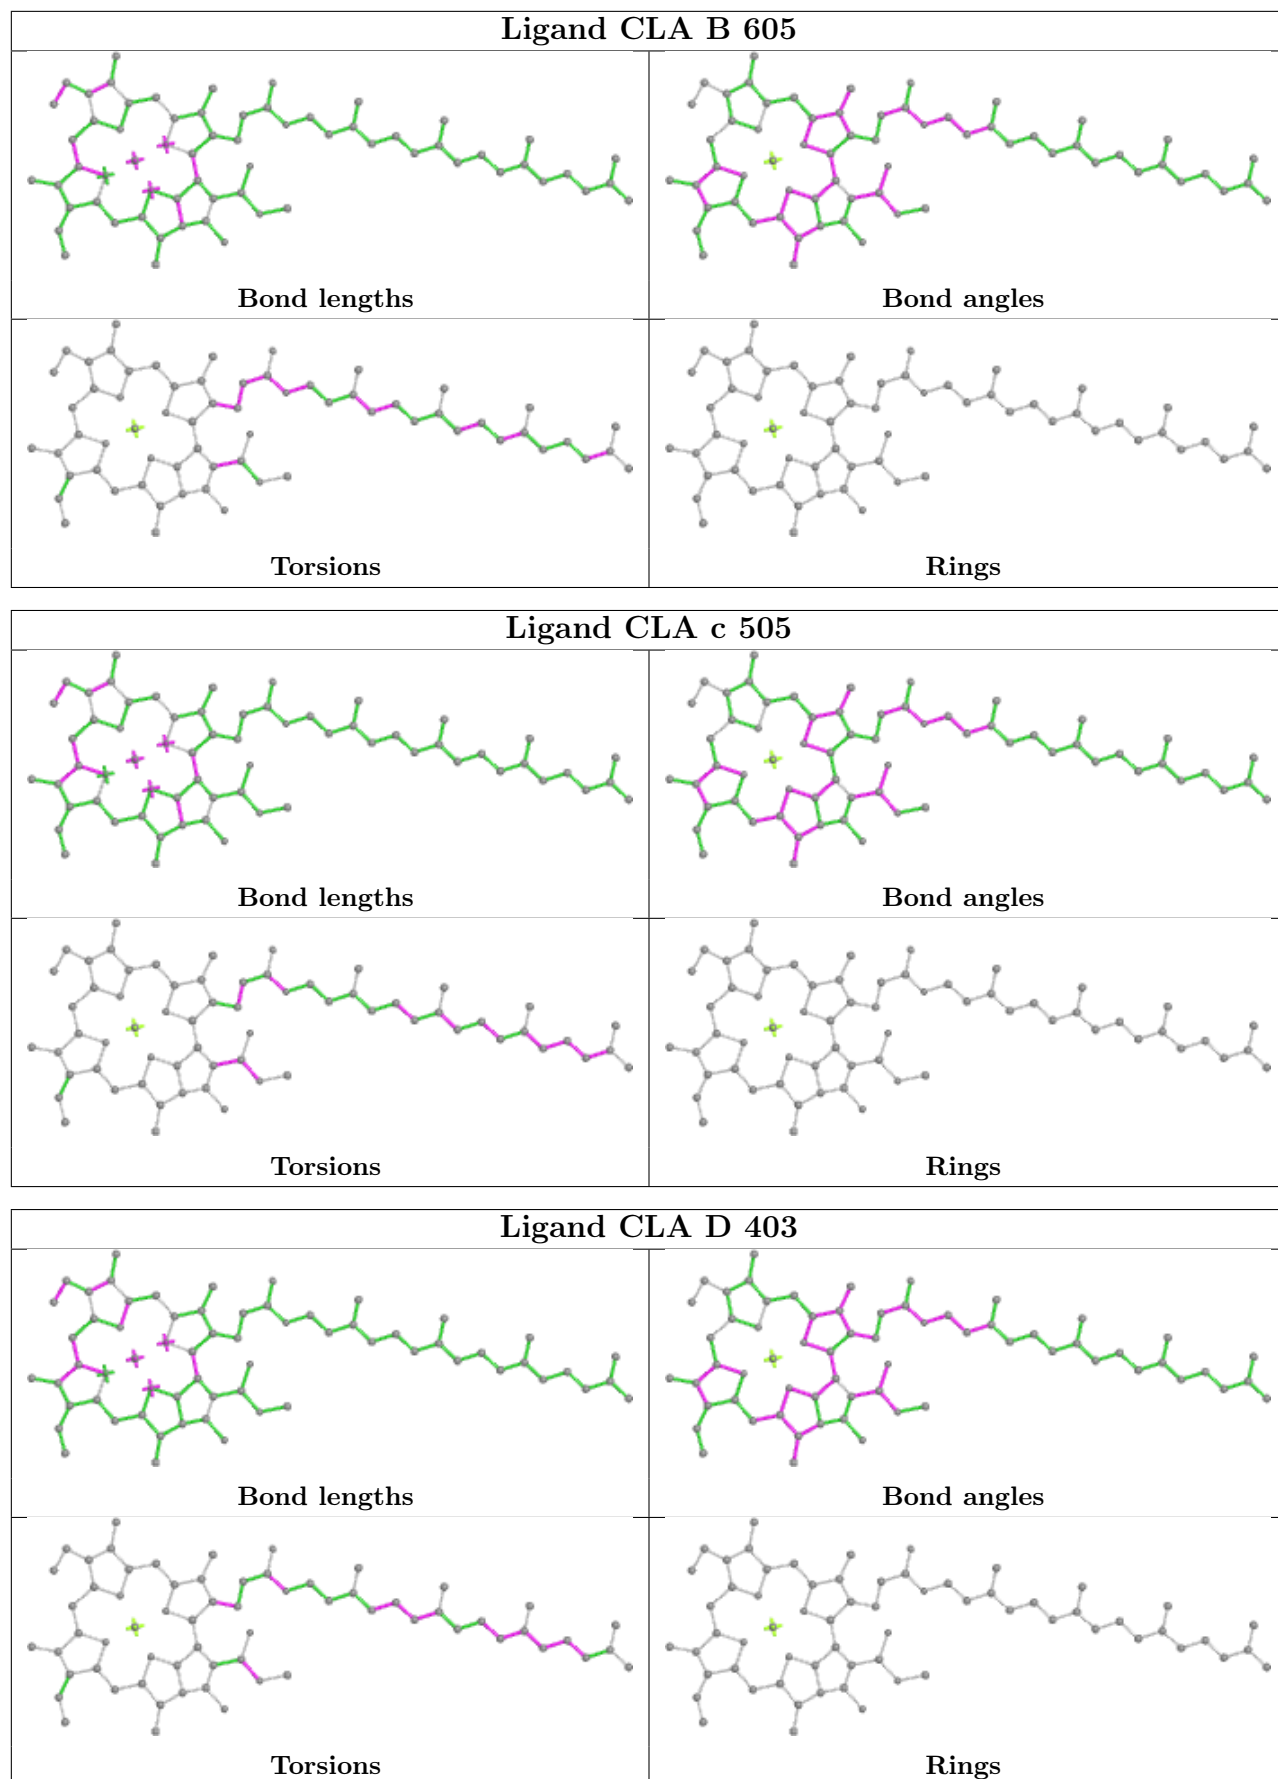 Ligand CLA B 605
Bond lengths
Bond angles
Torsions
Rings
Ligand CLA c 505
Bond lengths
Bond angles
Torsions
Rings
Ligand CLA D 403
Bond lengths
Bond angles
Torsions
Rings